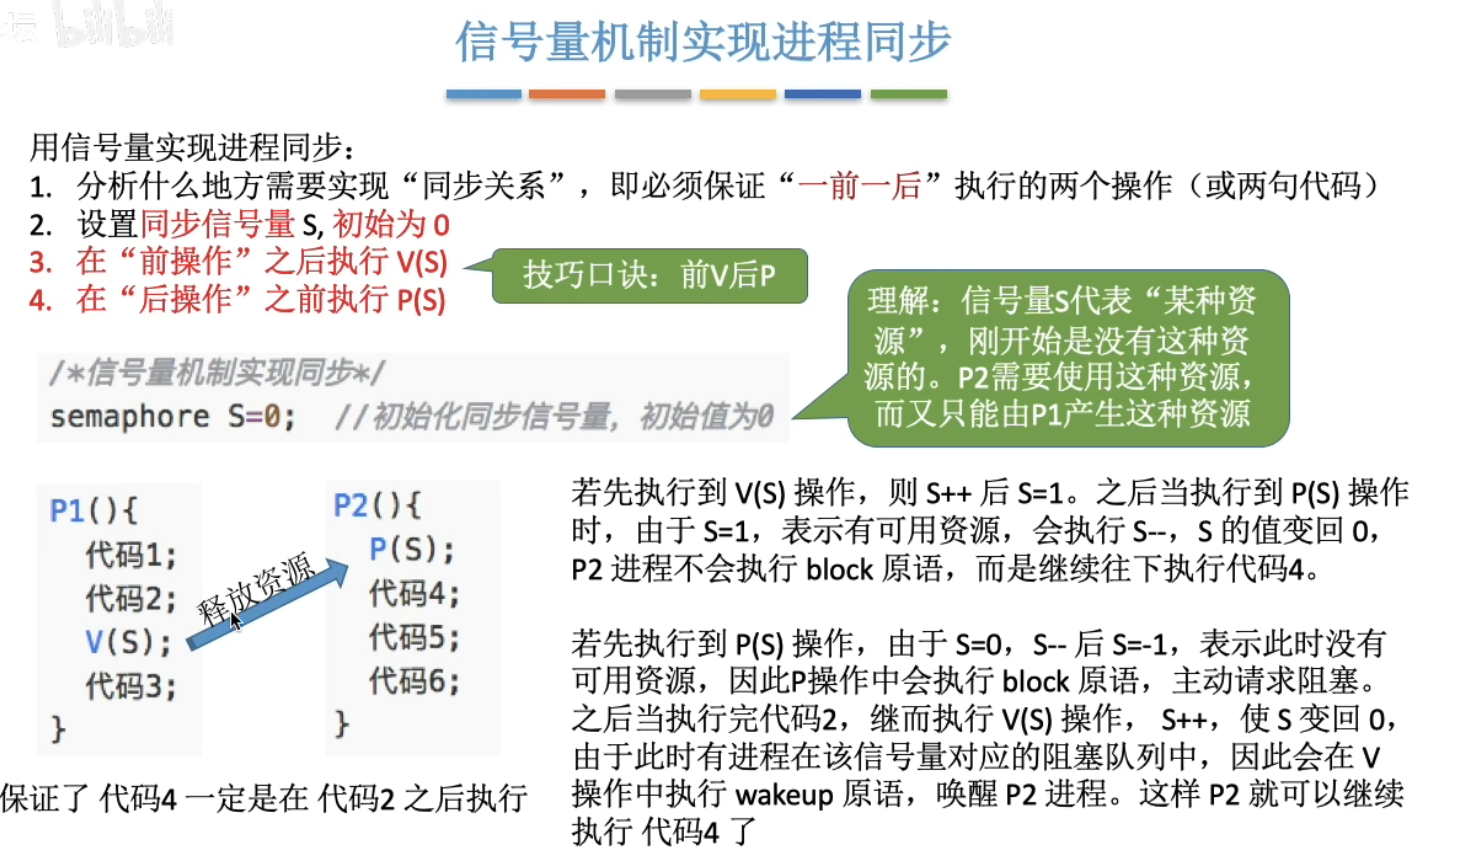 坛 bilibili
信号量机制实现进程同步
用信号量实现进程同步：
1. 分析什么地方需要实现“同步关系”，即必须保证“一前一后”执行的两个操作（或两句代码）
2. 设置同步信号量 S, 初始为 0
3. 在“前操作”之后执行 V(S)
4. 在“后操作”之前执行 P(S)
技巧口诀：前V后P
理解：信号量S代表“某种资
源”，刚开始是没有这种资
源的。P2需要使用这种资源，
而又只能由P1产生这种资源
/*信号量机制实现同步*/
semaphore S=0; //初始化同步信号量，初始值为0
P1(){
代码1;
代码2;
V(S);
代码3;
}
释放资源
P2(){
P(S);
代码4;
代码5;
代码6;
}
保证了 代码4 一定是在 代码2 之后执行
若先执行到 V(S) 操作，则 S++ 后 S=1。之后当执行到 P(S) 操作
时，由于 S=1，表示有可用资源，会执行 S--，S 的值变回 0，
P2 进程不会执行 block 原语，而是继续往下执行代码4。
若先执行到 P(S) 操作，由于 S=0，S-- 后 S=-1，表示此时没有
可用资源，因此P操作中会执行 block 原语，主动请求阻塞。
之后当执行完代码2，继而执行 V(S) 操作， S++，使 S 变回 0，
由于此时有进程在该信号量对应的阻塞队列中，因此会在 V
操作中执行 wakeup 原语，唤醒 P2 进程。这样 P2 就可以继续
执行 代码4 了